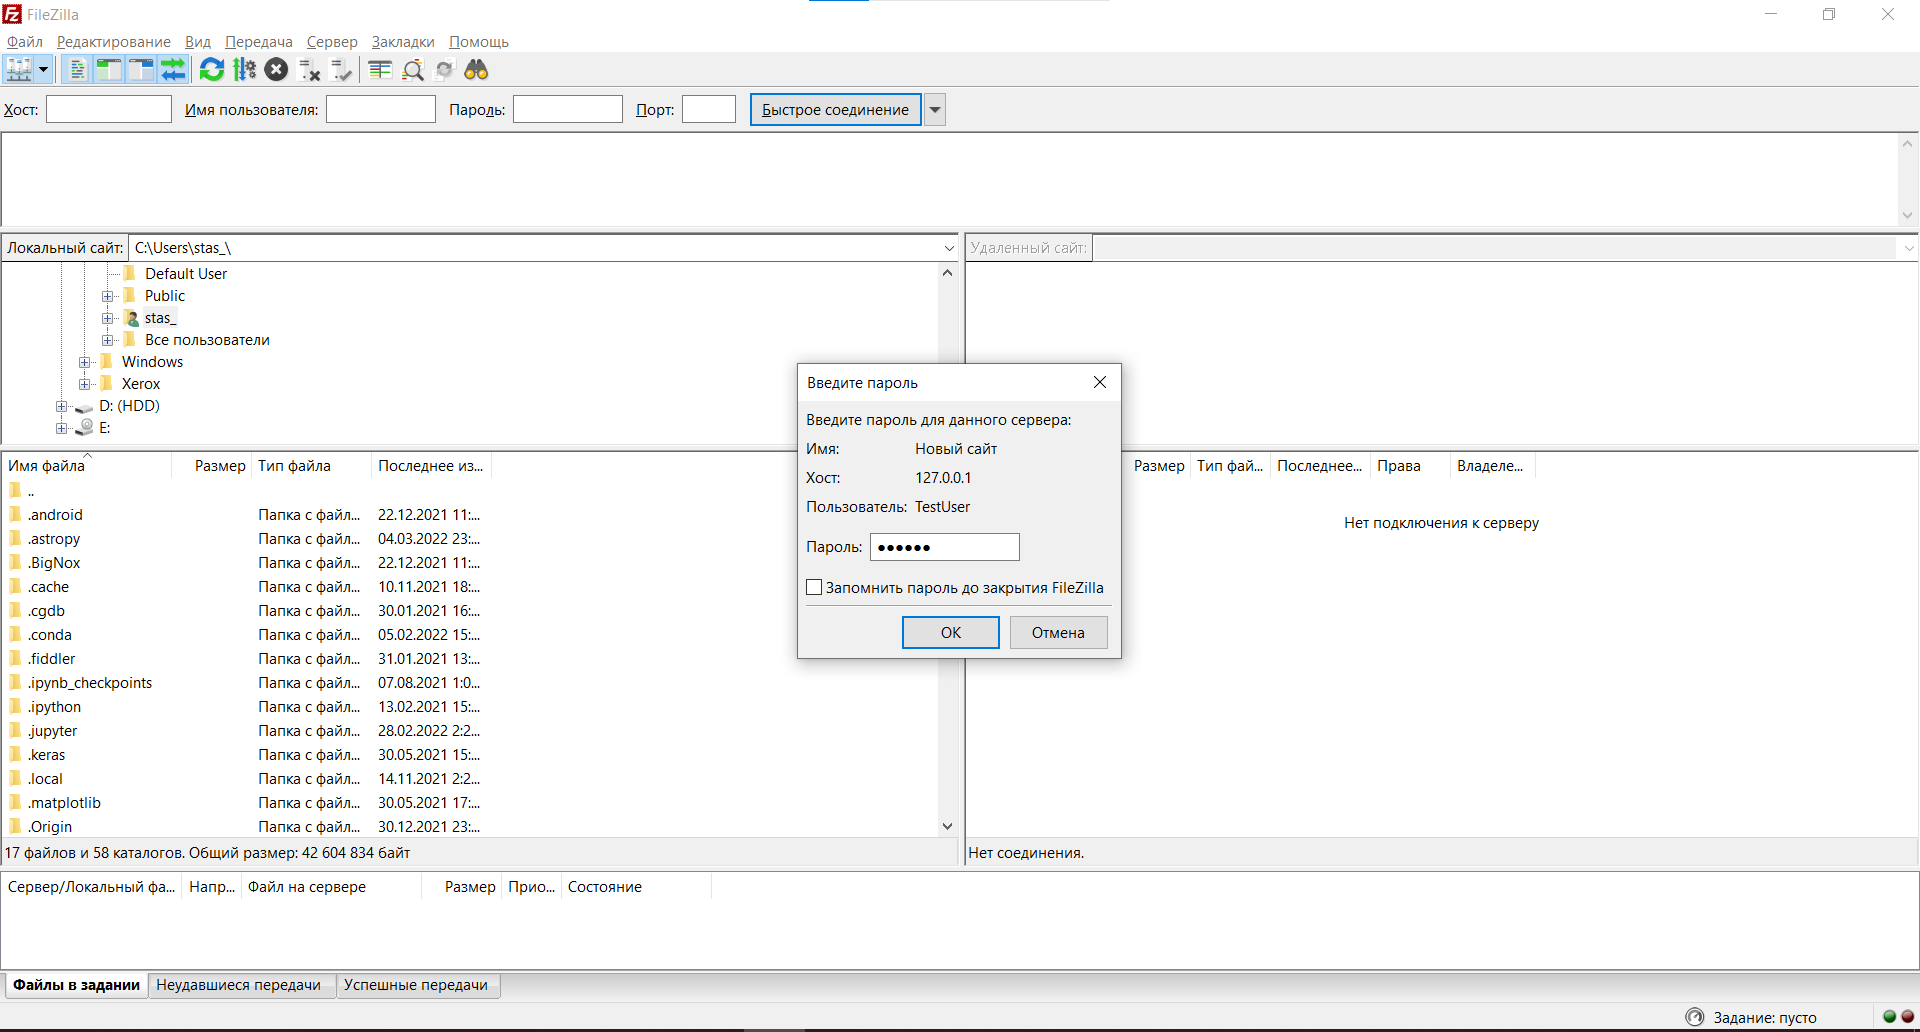 FileZilla
Файл Редактирование Вид Передача Сервер Закладки Помощь
Хост: Имя пользователя: Пароль: Порт: Быстрое соединение
Локальный сайт: C:\Users\stas_\
Удаленный сайт:
Default User
Public
stas_
Все пользователи
Windows
Xerox
D: (HDD)
E:
Введите пароль
Введите пароль для данного сервера:
Имя: Новый сайт
Хост: 127.0.0.1
Пользователь: TestUser
Пароль: ●●●●●●
Запомнить пароль до закрытия FileZilla
OK Отмена
Имя файла Размер Тип файла Последнее из...
..
.android Папка с файл... 22.12.2021 11:...
.astropy Папка с файл... 04.03.2022 23:...
.BigNox Папка с файл... 22.12.2021 11:...
.cache Папка с файл... 10.11.2021 18:...
.cgdb Папка с файл... 30.01.2021 16:...
.conda Папка с файл... 05.02.2022 15:...
.fiddler Папка с файл... 31.01.2021 13:...
.ipynb_checkpoints Папка с файл... 07.08.2021 1:0...
.ipython Папка с файл... 13.02.2021 15:...
.jupyter Папка с файл... 28.02.2022 2:2...
.keras Папка с файл... 30.05.2021 15:...
.local Папка с файл... 14.11.2021 2:2...
.matplotlib Папка с файл... 30.05.2021 17:...
.Origin Папка с файл... 30.12.2021 23:...
17 файлов и 58 каталогов. Общий размер: 42 604 834 байт
Размер Тип фай... Последнее... Права Владеле...
Нет подключения к серверу
Нет соединения.
Сервер/Локальный фа... Напр... Файл на сервере Размер Прио... Состояние
Файлы в задании Неудавшиеся передачи Успешные передачи
Задание: пусто